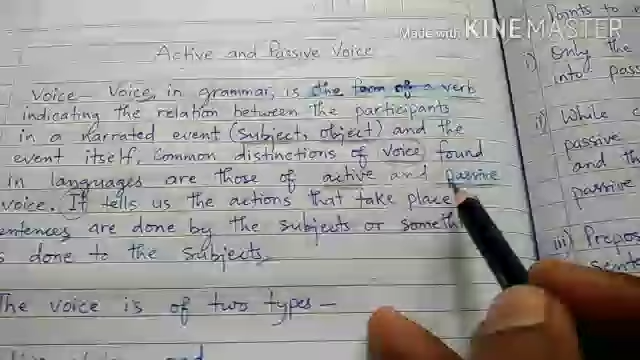 Made with KINEMASTER
Active and Passive Voice
Voice - Voice, in grammar, is the form of a verb
indicating the relation between the participants
in a narrated event (subject, object) and the
event itself. Common distinctions of voice found
In languages are those of active and passive
voice. It tells us the actions that take place
sentences are done by the subjects or someth
s done to the subjects.
The voice is of two types -
and
Points to
i) Only the
into pass
ii) While c
passive
and th
passive
iii) Prepos
sente